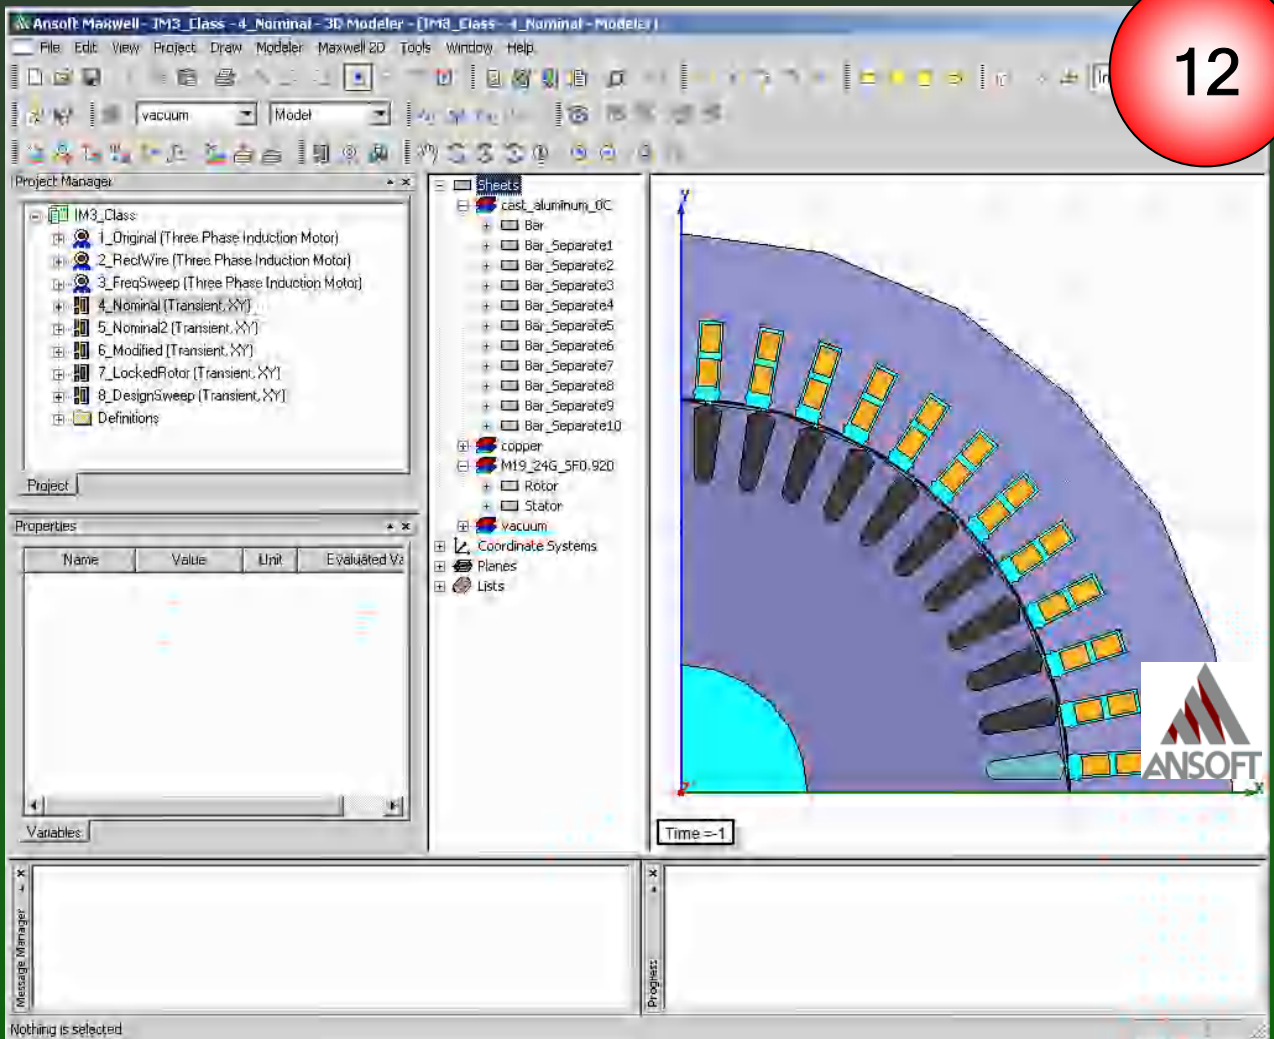 Ansoft Maxwell - IM3_Class - 4_Nominal - 3D Modeler - [IM3_Class - 4_Nominal - Modeler]
File Edit View Project Draw Modeler Maxwell 2D Tools Window Help
12
vacuum Model
Project Manager
IM3_Class
1_Original (Three Phase Induction Motor)
2_RectWire (Three Phase Induction Motor)
3_FreqSweep (Three Phase Induction Motor)
4_Nominal (Transient, XY)
5_Nominal2 (Transient, XY)
6_Modified (Transient, XY)
7_LockedRotor (Transient, XY)
8_DesignSweep (Transient, XY)
Definitions
Project
Properties
Name Value Unit Evaluated Va
Variables
Sheets
cast_aluminum_0C
Bar
Bar_Separate1
Bar_Separate2
Bar_Separate3
Bar_Separate4
Bar_Separate5
Bar_Separate6
Bar_Separate7
Bar_Separate8
Bar_Separate9
Bar_Separate10
copper
M19_24G_SF0.920
Rotor
Stator
vacuum
Coordinate Systems
Planes
Lists
Y
X
Z
ANSOFT
Time =-1
Message Manager
Progress
Nothing is selected